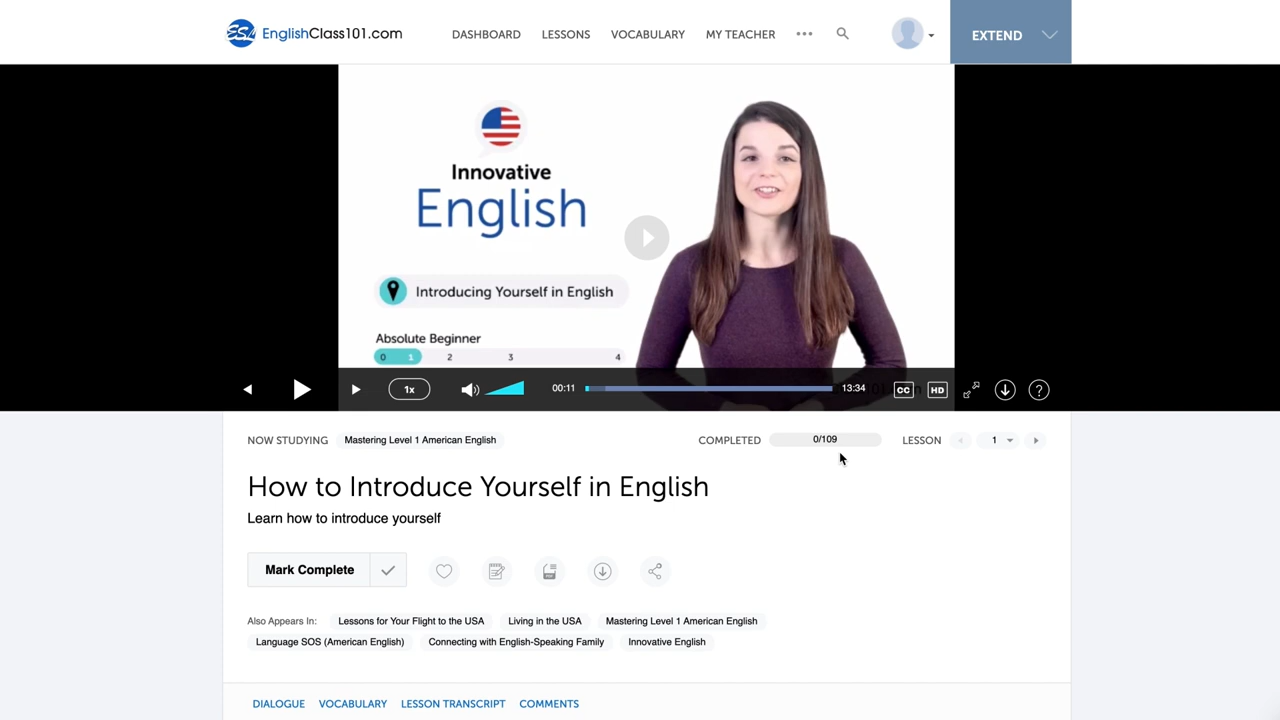 ESL EnglishClass101.com DASHBOARD LESSONS VOCABULARY MY TEACHER EXTEND
Innovative
English
Introducing Yourself in English
Absolute Beginner
0 1 2 3 4
1x 00:11 13:34 CC HD ?
NOW STUDYING Mastering Level 1 American English COMPLETED 0/109 LESSON 1
How to Introduce Yourself in English
Learn how to introduce yourself
Mark Complete
Also Appears In: Lessons for Your Flight to the USA Living in the USA Mastering Level 1 American English
Language SOS (American English) Connecting with English-Speaking Family Innovative English
DIALOGUE VOCABULARY LESSON TRANSCRIPT COMMENTS